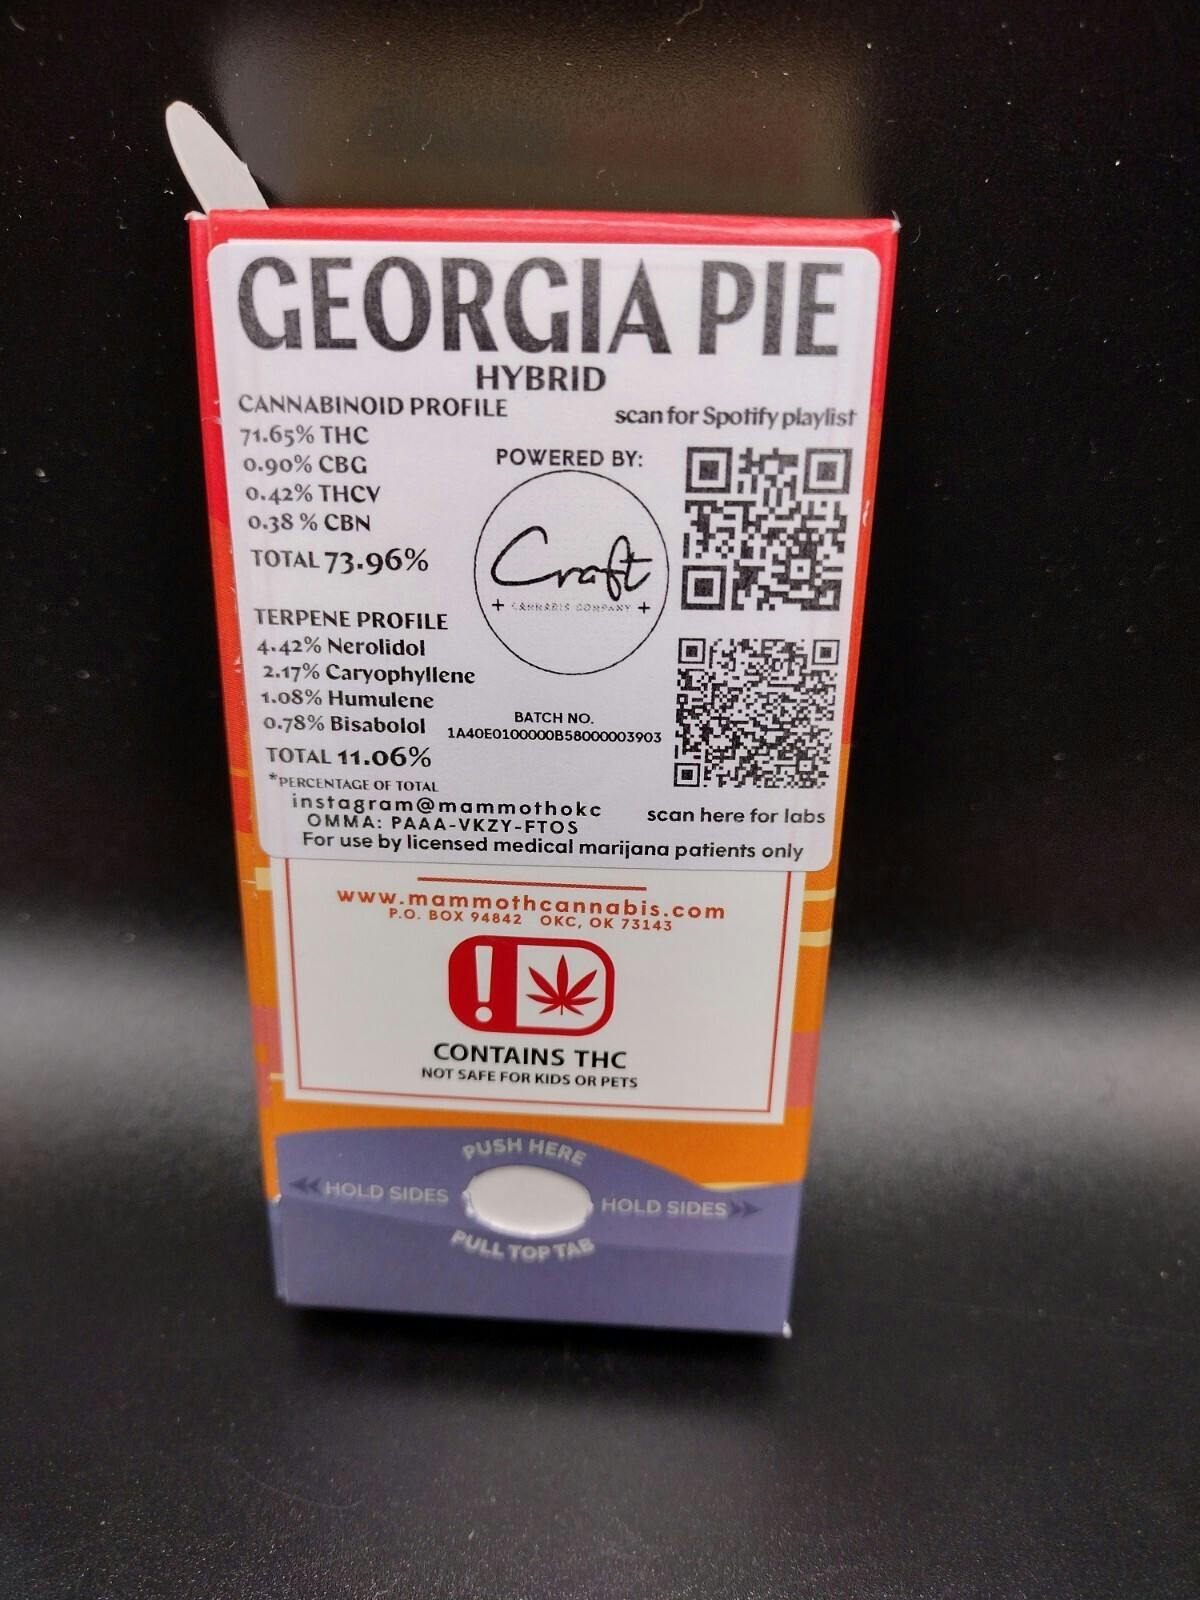 GEORGIA PIE
HYBRID
CANNABINOID PROFILE
71.65% THC
0.90% CBG
0.42% THCV
0.38 % CBN
TOTAL 73.96%
scan for Spotify playlist
POWERED BY:
Craft
+ CANNABIS COMPANY +
TERPENE PROFILE
4.42% Nerolidol
2.17% Caryophyllene
1.08% Humulene
0.78% Bisabolol
TOTAL 11.06%
*PERCENTAGE OF TOTAL
BATCH NO.
1A40E0100000B58000003903
scan here for labs
instagram@mammothokc
OMMA: PAAA-VKZY-FTOS
For use by licensed medical marijana patients only
www.mammothcannabis.com
P.O. BOX 94842 OKC, OK 73143
!
CONTAINS THC
NOT SAFE FOR KIDS OR PETS
PUSH HERE
HOLD SIDES
HOLD SIDES
PULL TOP TAB